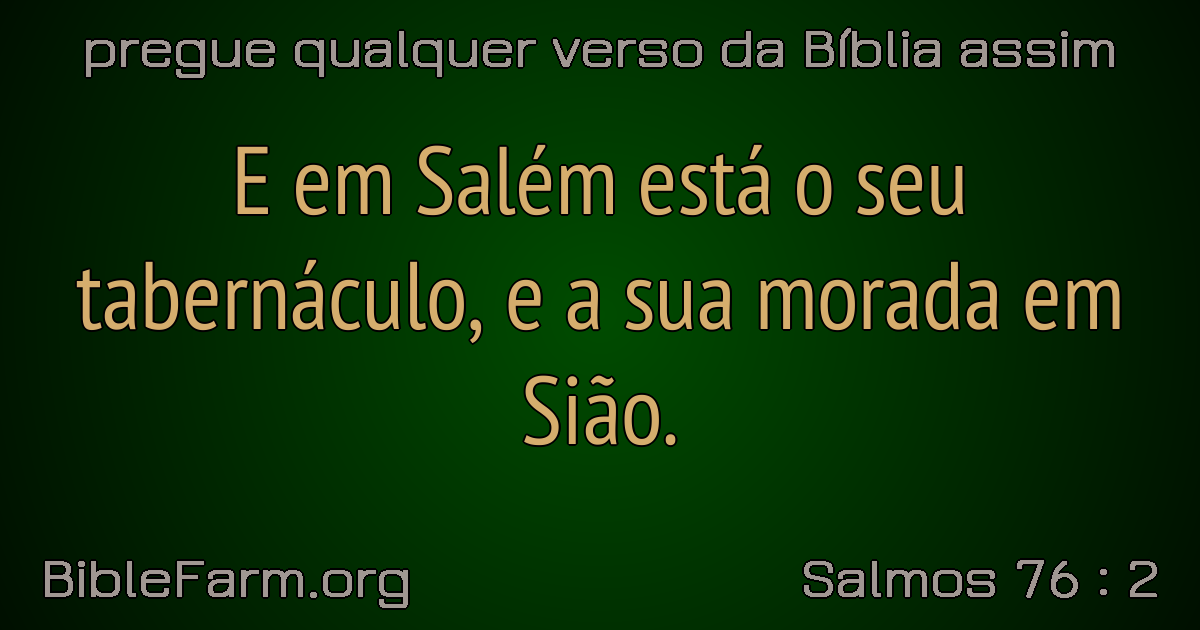 pregue qualquer verso da Bíblia assim
E em Salém está o seu
tabernáculo, e a sua morada em
Sião.
BibleFarm.org
Salmos 76 : 2